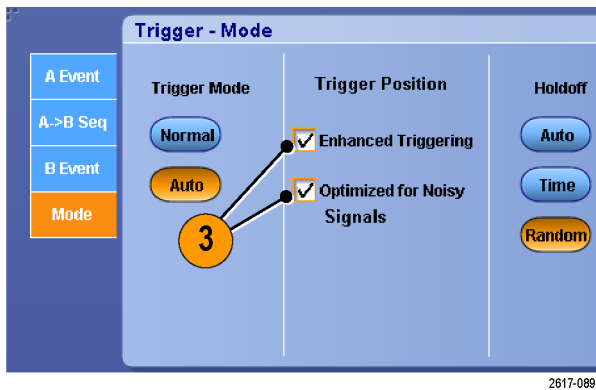 Trigger - Mode
A Event
A->B Seq
B Event
Mode
Trigger Mode
Normal
Auto
3
Trigger Position
Enhanced Triggering
Optimized for Noisy
Signals
Holdoff
Auto
Time
Random
2617-089